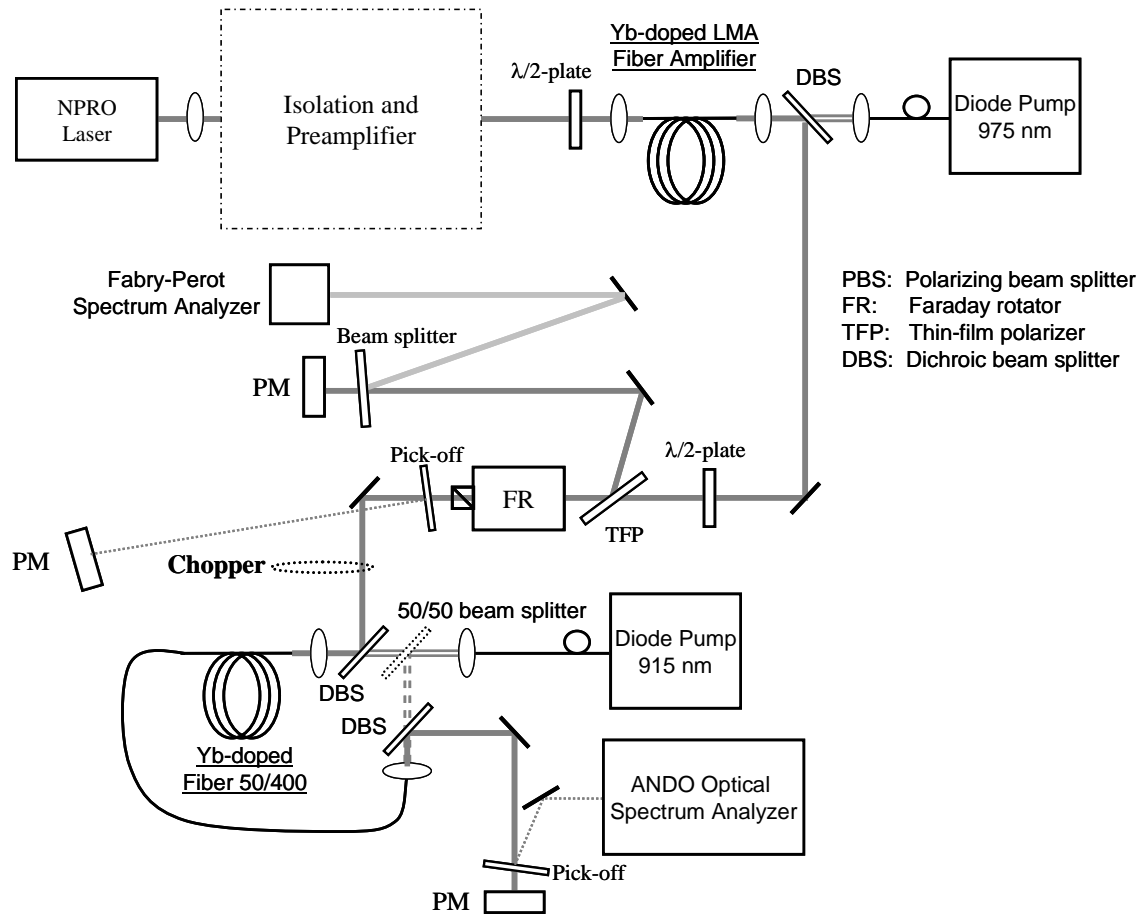 Yb-doped LMA
Fiber Amplifier
λ/2-plate
DBS
NPRO
Laser
Isolation and
Preamplifier
Diode Pump
975 nm
Fabry-Perot
Spectrum Analyzer
PBS: Polarizing beam splitter
FR: Faraday rotator
TFP: Thin-film polarizer
DBS: Dichroic beam splitter
Beam splitter
PM
Pick-off
λ/2-plate
FR
TFP
PM
Chopper
50/50 beam splitter
Diode Pump
915 nm
DBS
DBS
Yb-doped
Fiber 50/400
ANDO Optical
Spectrum Analyzer
Pick-off
PM